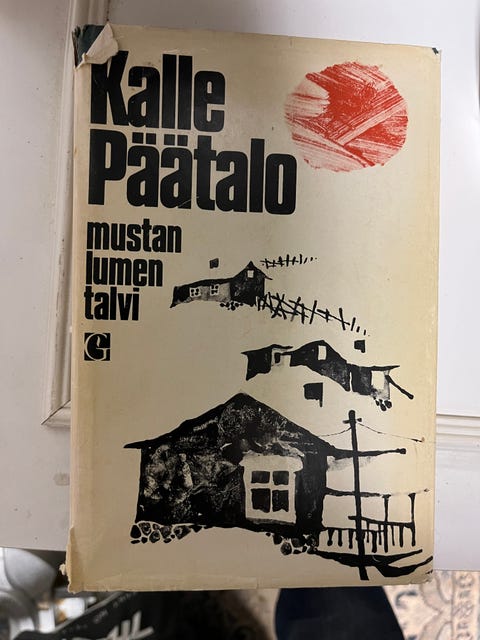 Kalle
Päätalo
mustan
lumen
talvi
G